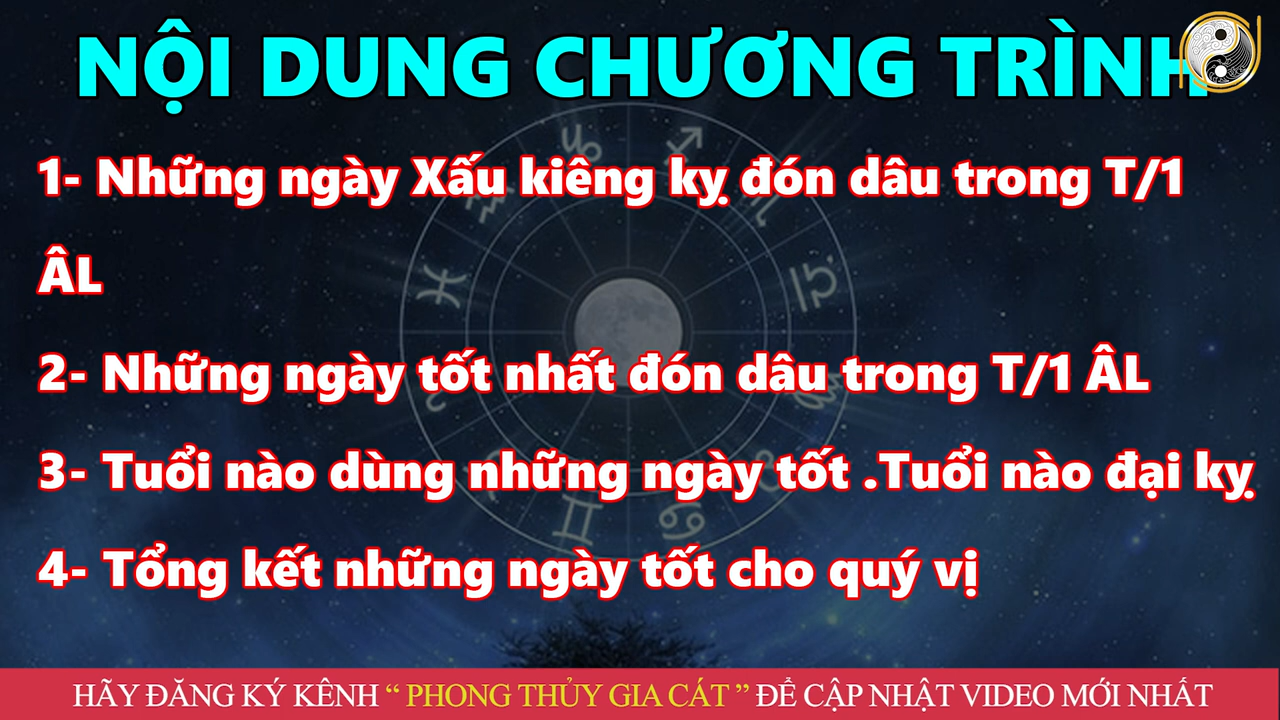 NỘI DUNG CHƯƠNG TRÌNH
1- Những ngày Xấu kiêng kỵ đón dâu trong T/1
ÂL
2- Những ngày tốt nhất đón dâu trong T/1 ÂL
3- Tuổi nào dùng những ngày tốt .Tuổi nào đại kỵ
4- Tổng kết những ngày tốt cho quý vị
HÃY ĐĂNG KÝ KÊNH “ PHONG THỦY GIA CÁT ” ĐỂ CẬP NHẬT VIDEO MỚI NHẤT